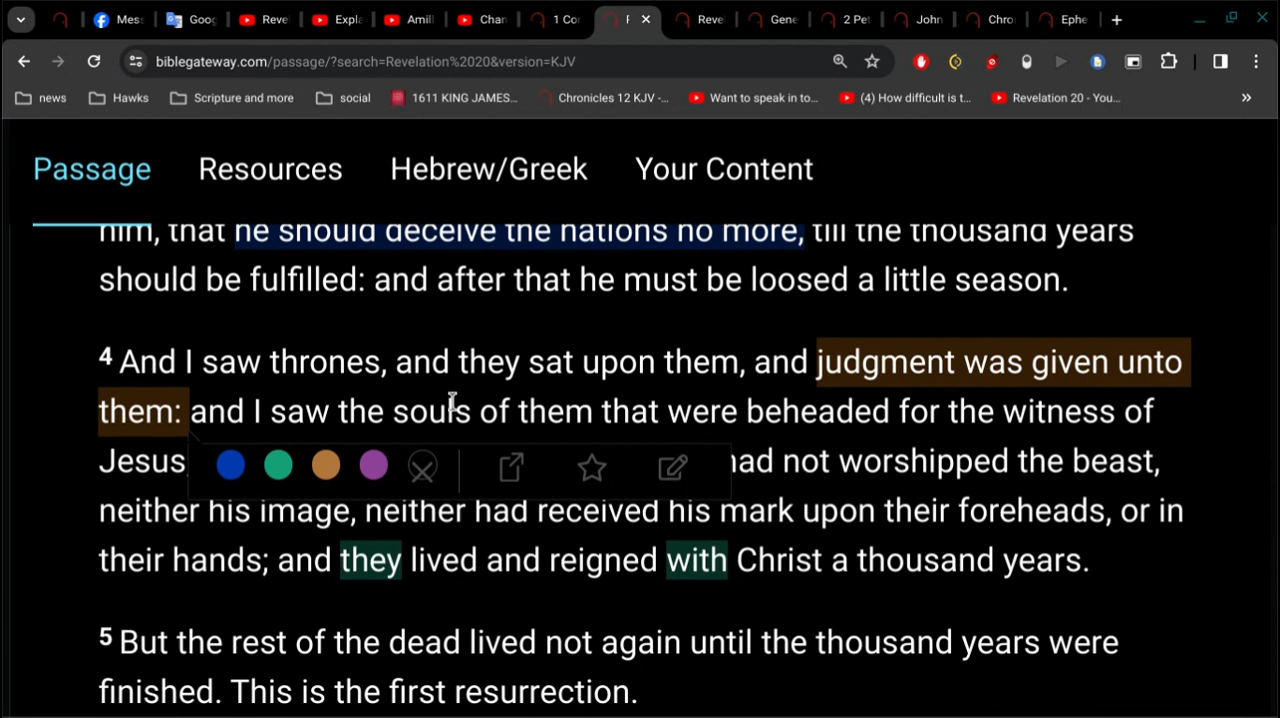 Mess
Goog
Reve
Expla
Amill
Chan
1 Cor
Reve
Gene
2 Pet
John
Chro
Ephe
biblegateway.com/passage/?search=Revelation%2020&version=KJV
news
Hawks
Scripture and more
social
1611 KING JAMES...
Chronicles 12 KJV -...
Want to speak in to...
(4) How difficult is t...
Revelation 20 - You...
Passage
Resources
Hebrew/Greek
Your Content
him, that he should deceive the nations no more, till the thousand years
should be fulfilled: and after that he must be loosed a little season.
4 And I saw thrones, and they sat upon them, and judgment was given unto
them: and I saw the souls of them that were beheaded for the witness of
Jesus, had not worshipped the beast,
neither his image, neither had received his mark upon their foreheads, or in
their hands; and they lived and reigned with Christ a thousand years.
5 But the rest of the dead lived not again until the thousand years were
finished. This is the first resurrection.